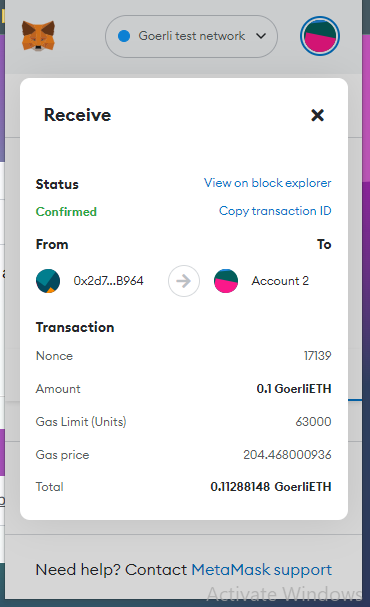 Goerli test network
Receive
Status
View on block explorer
Confirmed
Copy transaction ID
From
To
0x2d7...B964
Account 2
Transaction
Nonce
17139
Amount
0.1 GoerliETH
Gas Limit (Units)
63000
Gas price
204.468000936
Total
0.11288148 GoerliETH
Need help? Contact MetaMask support
Activate Windows